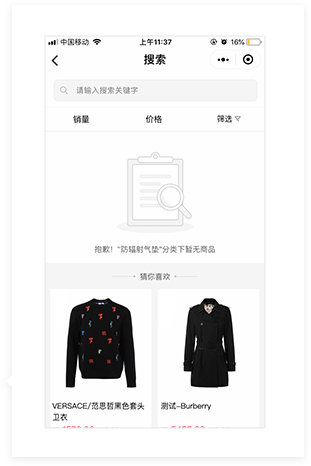 中国移动 上午11:37 16%
搜索
请输入搜索关键字
销量 价格 筛选
抱歉！“防辐射气垫”分类下暂无商品
猜你喜欢
VERSACE/范思哲黑色套头 测试-Burberry
卫衣